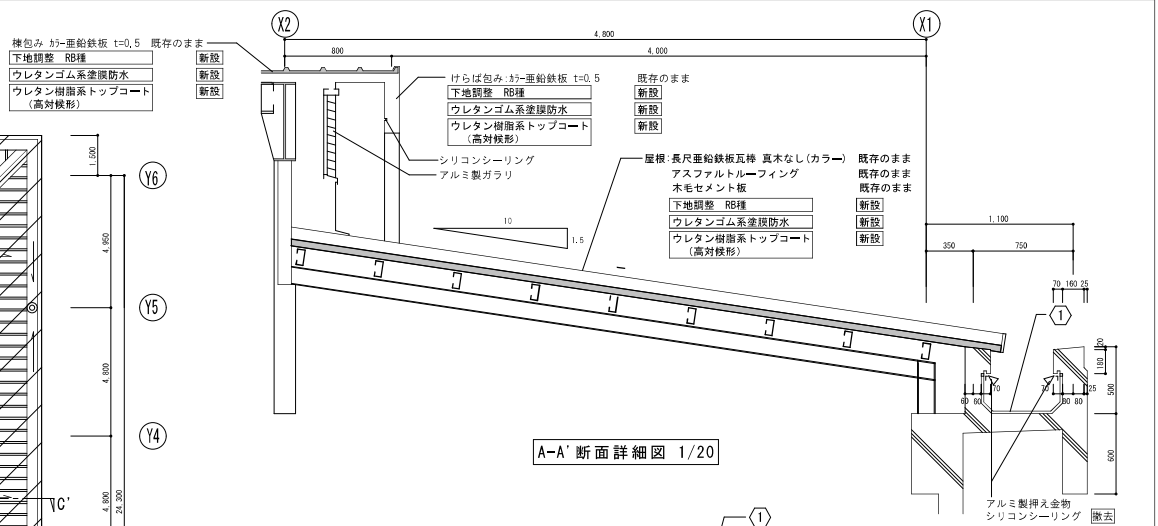 X2
X1
4,800
800
4,000
棟包み カラー亜鉛鉄板 t=0.5 既存のまま
下地調整 RB種 新設
ウレタンゴム系塗膜防水 新設
ウレタン樹脂系トップコート 新設
(高対候形)
けらば包み:カラー亜鉛鉄板 t=0.5 既存のまま
下地調整 RB種 新設
ウレタンゴム系塗膜防水 新設
ウレタン樹脂系トップコート 新設
(高対候形)
シリコンシーリング
アルミ製ガラリ
屋根:長尺亜鉛鉄板瓦棒 真木なし(カラー) 既存のまま
アスファルトルーフィング 既存のまま
木毛セメント板 既存のまま
下地調整 RB種 新設
ウレタンゴム系塗膜防水 新設
ウレタン樹脂系トップコート 新設
(高対候形)
10
1.5
1,100
350
750
70 160 25
1
20
180
500
600
60 60 70
70 80 80 25
1,500
Y6
4,950
Y5
4,800
Y4
4,800
24,300
C'
A-A' 断面詳細図 1/20
アルミ製押え金物
シリコンシーリング 撤去
1